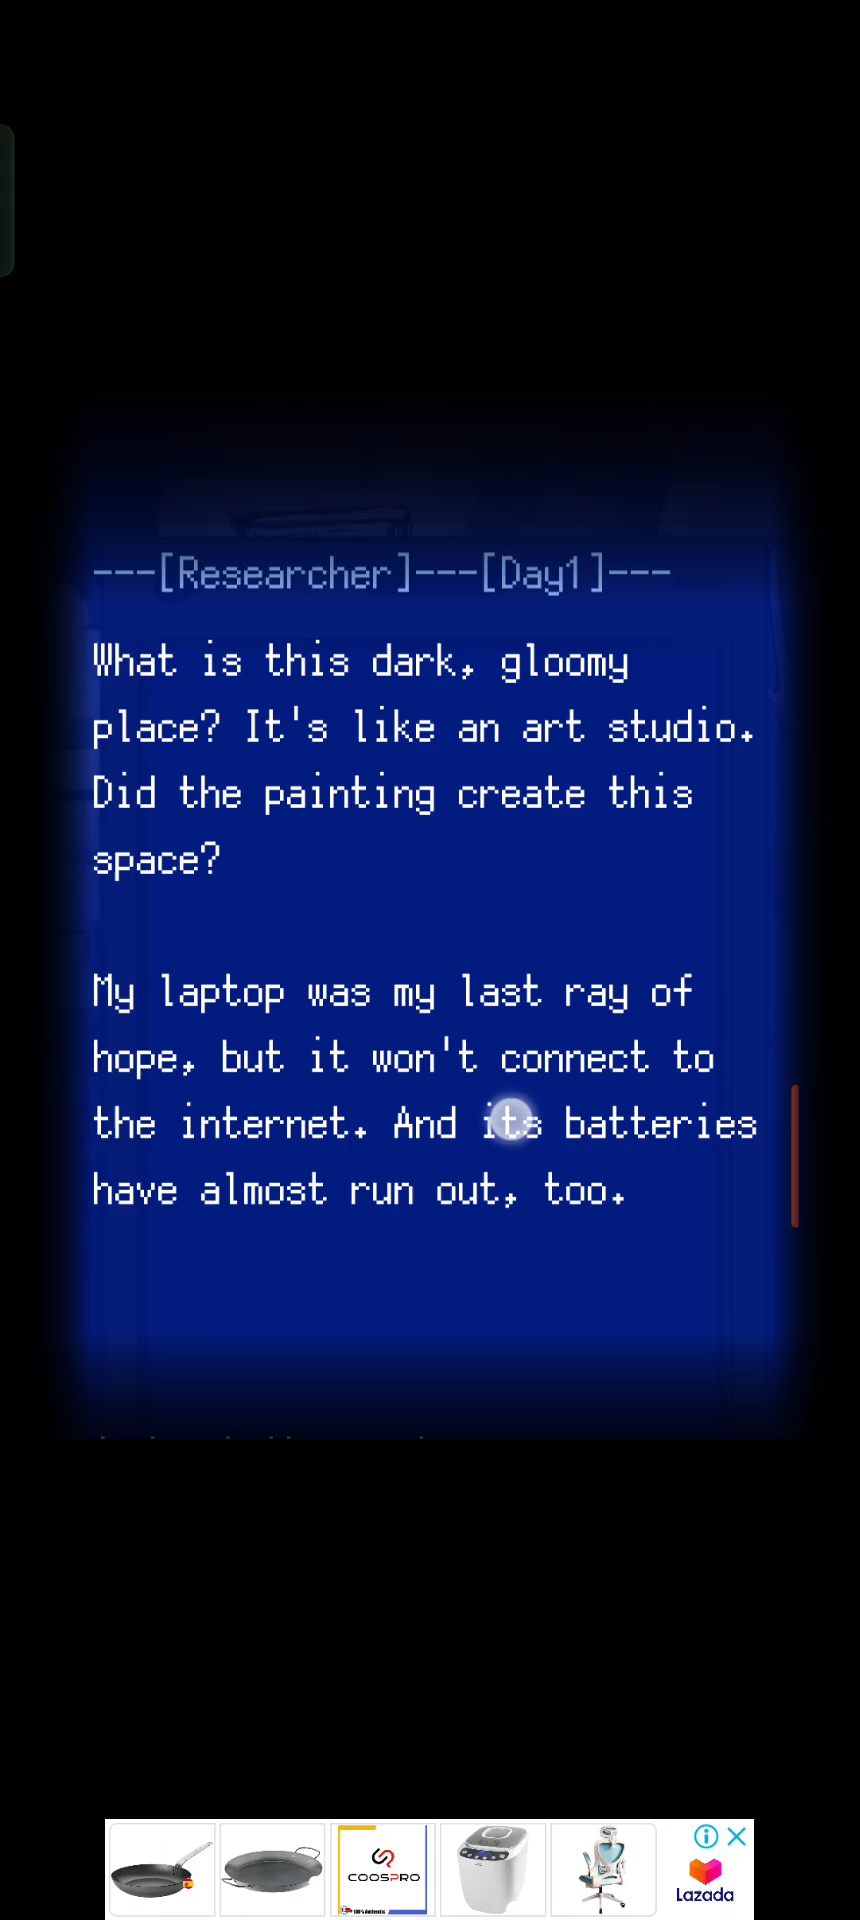 ---[Researcher]---[Day1]---
What is this dark, gloomy
place? It's like an art studio.
Did the painting create this
space?
My laptop was my last ray of
hope, but it won't connect to
the internet. And its batteries
have almost run out, too.
COOSPRO
100% Authentic
Lazada